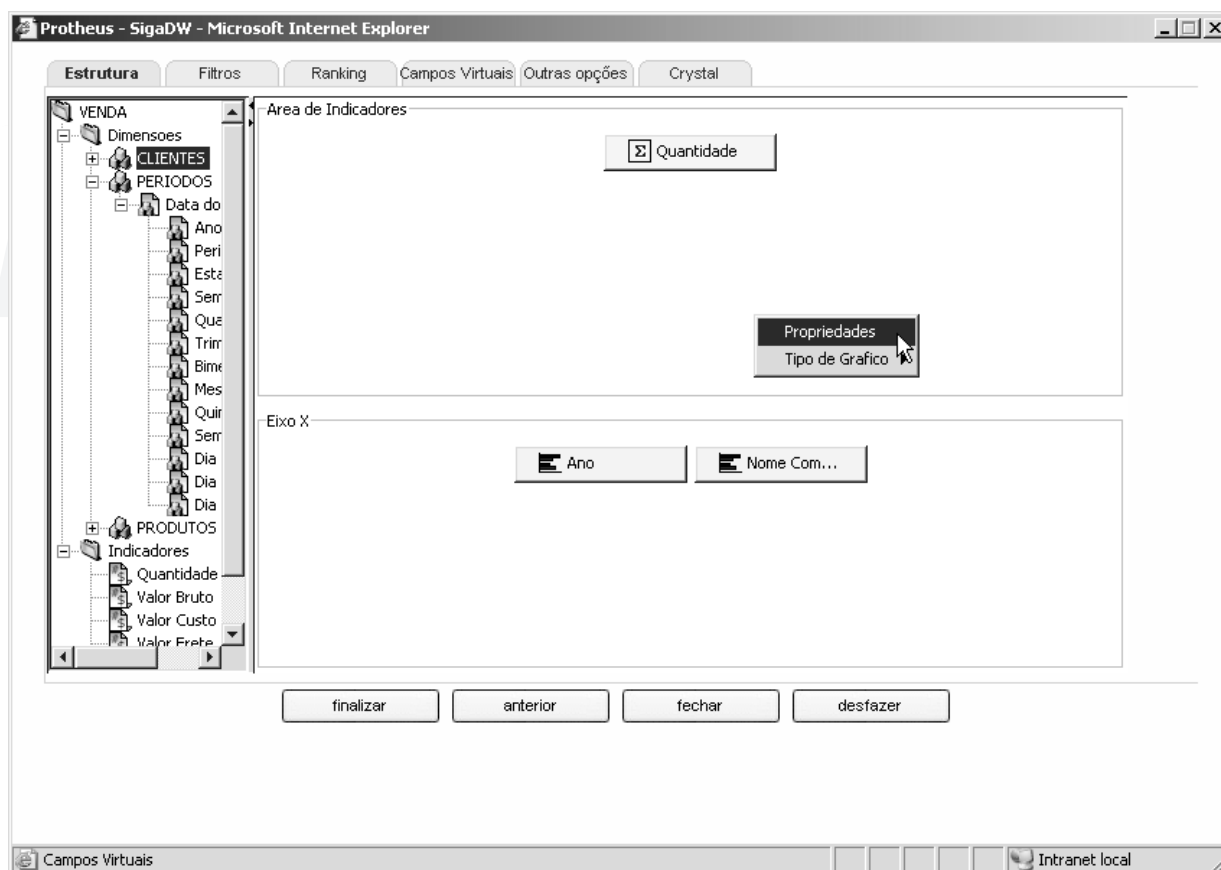 Protheus - SigaDW - Microsoft Internet Explorer
Estrutura Filtros Ranking Campos Virtuais Outras opções Crystal
VENDA
Dimensoes
CLIENTES
PERIODOS
Data do
Ano
Peri
Esta
Sem
Qua
Trim
Bime
Mes
Quin
Sem
Dia
Dia
Dia
PRODUTOS
Indicadores
Quantidade
Valor Bruto
Valor Custo
Valor Frete
Area de Indicadores
Σ Quantidade
Propriedades
Tipo de Grafico
Eixo X
Ano Nome Com...
finalizar anterior fechar desfazer
Campos Virtuais Intranet local